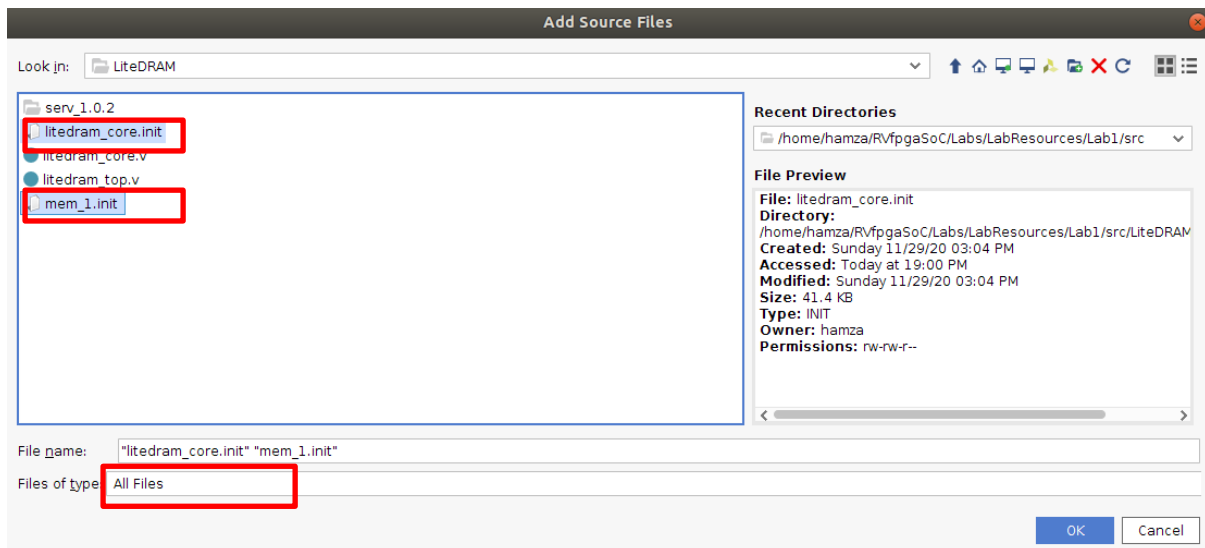 Add Source Files
Look in: LiteDRAM
serv_1.0.2
litedram_core.init
litedram_core.v
litedram_top.v
mem_1.init
Recent Directories
/home/hamza/RVfpgaSoC/Labs/LabResources/Lab1/src
File Preview
File: litedram_core.init
Directory:
/home/hamza/RVfpgaSoC/Labs/LabResources/Lab1/src/LiteDRAM
Created: Sunday 11/29/20 03:04 PM
Accessed: Today at 19:00 PM
Modified: Sunday 11/29/20 03:04 PM
Size: 41.4 KB
Type: INIT
Owner: hamza
Permissions: rw-rw-r--
File name: "litedram_core.init" "mem_1.init"
Files of type: All Files
OK Cancel